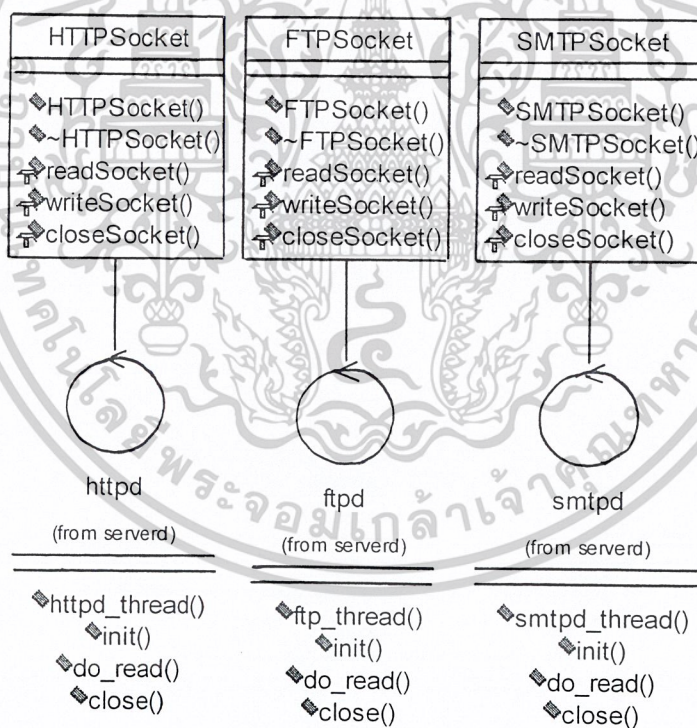 HTTPSocket
HTTPSocket()
~HTTPSocket()
readSocket()
writeSocket()
closeSocket()
httpd
(from serverd)
httpd_thread()
init()
do_read()
close()
FTPSocket
FTPSocket()
~FTPSocket()
readSocket()
writeSocket()
closeSocket()
ftpd
(from serverd)
ftp_thread()
init()
do_read()
close()
SMTPSocket
SMTPSocket()
~SMTPSocket()
readSocket()
writeSocket()
closeSocket()
smtpd
(from serverd)
smtpd_thread()
init()
do_read()
close()